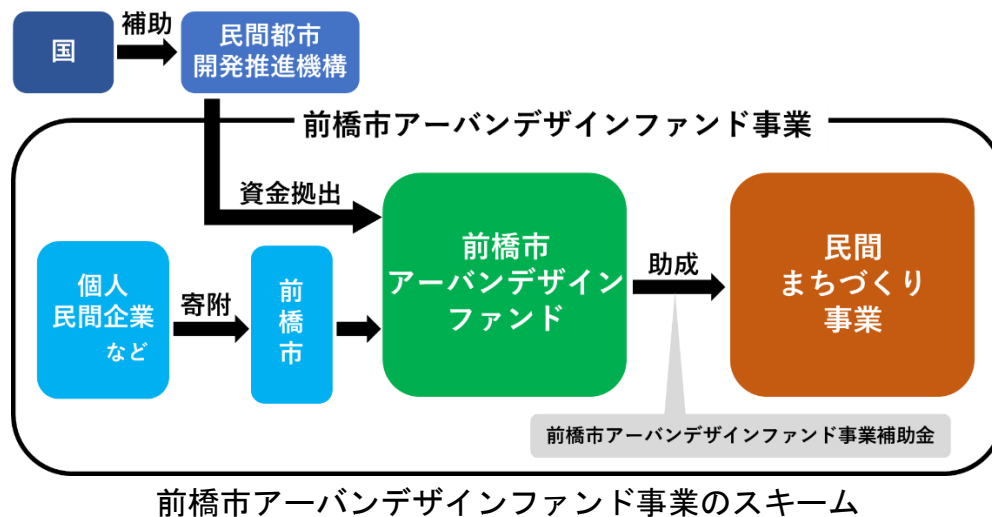 国
補助
民間都市
開発推進機構
前橋市アーバンデザインファンド事業
資金拠出
個人
民間企業
など
寄附
前
橋
市
前橋市
アーバンデザイン
ファンド
助成
民間
まちづくり
事業
前橋市アーバンデザインファンド事業補助金
前橋市アーバンデザインファンド事業のスキーム